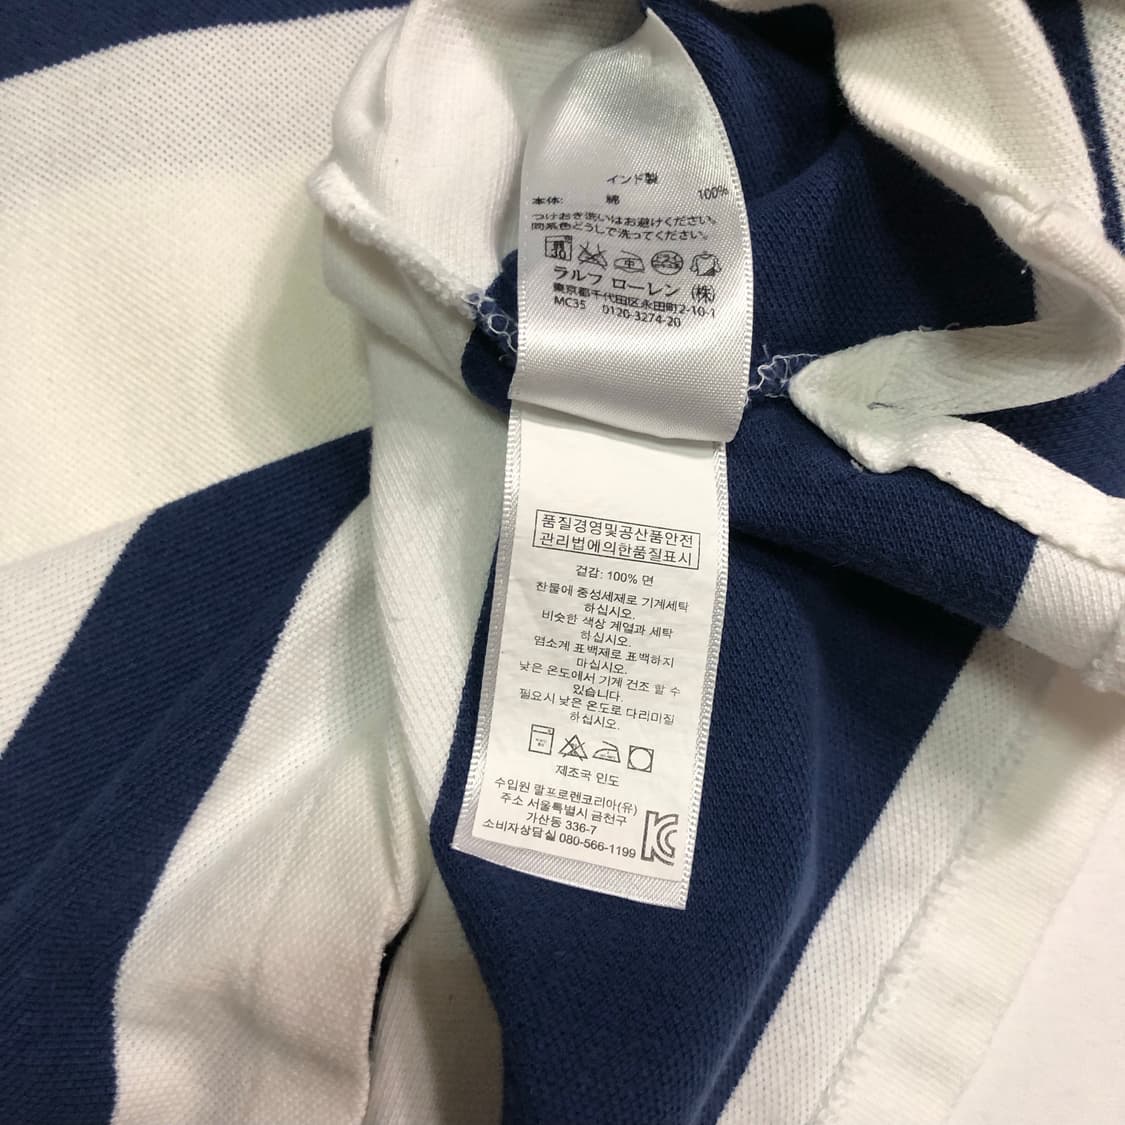 インド製
本体: 綿 100%
つけおき洗いはお避けください。
同系色どうしで洗ってください。
30 中
ラルフ ローレン (株)
東京都千代田区永田町2-10-1
MC35 0120-3274-20
품질경영및공산품안전
관리법에의한품질표시
겉감: 100% 면
찬물에 중성세제로 기계세탁
하십시오.
비슷한 색상 계열과 세탁
하십시오.
염소계 표백제로 표백하지
마십시오.
낮은 온도에서 기계 건조 할 수
있습니다.
필요시 낮은 온도로 다리미질
하십시오.
제조국 인도
수입원 랄프로렌코리아(유)
주소 서울특별시 금천구
가산동 336-7
소비자상담실 080-566-1199
KC